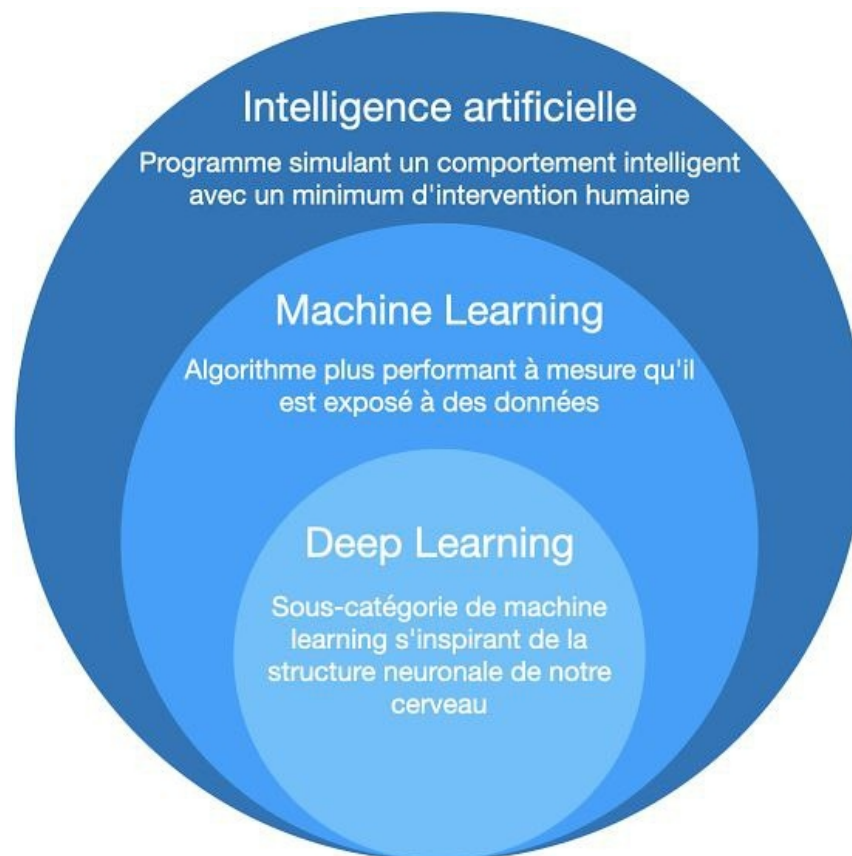 Intelligence artificielle
Programme simulant un comportement intelligent
avec un minimum d'intervention humaine
Machine Learning
Algorithme plus performant à mesure qu'il
est exposé à des données
Deep Learning
Sous-catégorie de machine
learning s'inspirant de la
structure neuronale de notre
cerveau